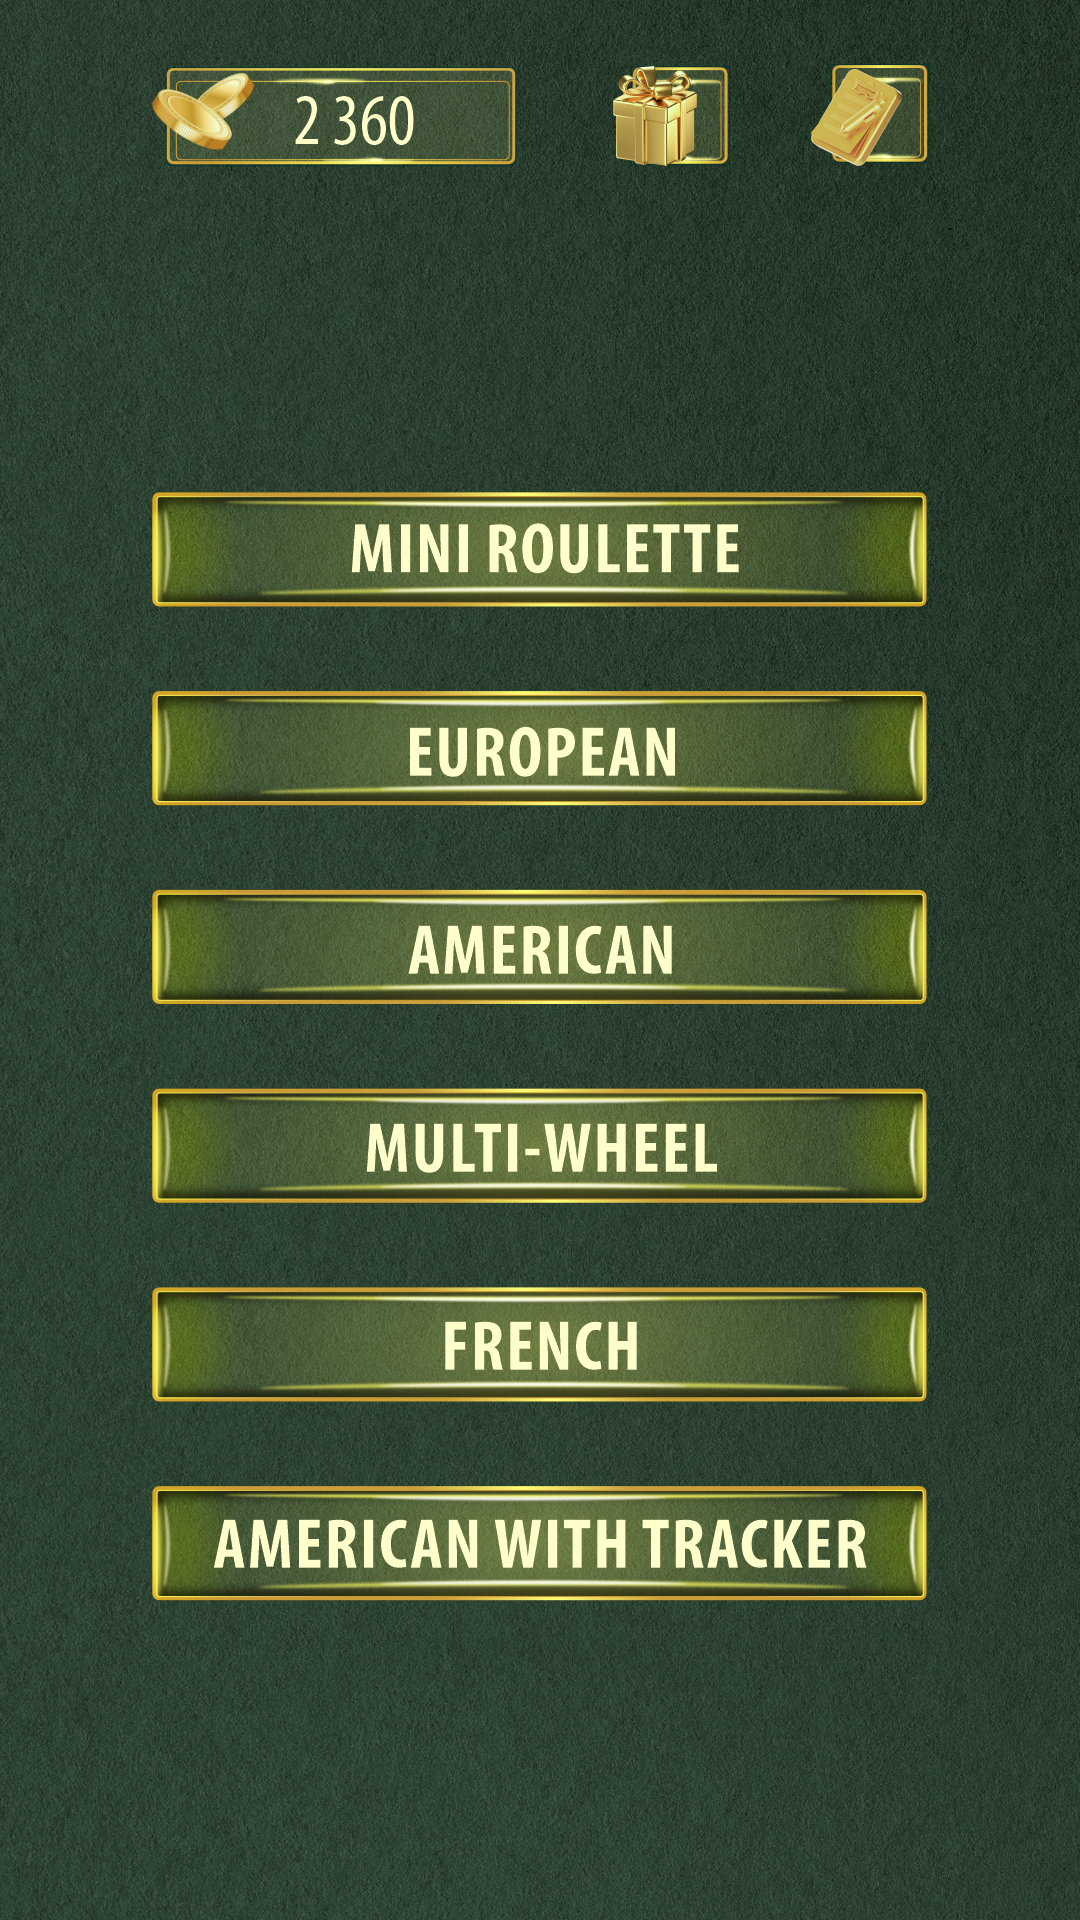 2 360
MINI ROULETTE
EUROPEAN
AMERICAN
MULTI-WHEEL
FRENCH
AMERICAN WITH TRACKER